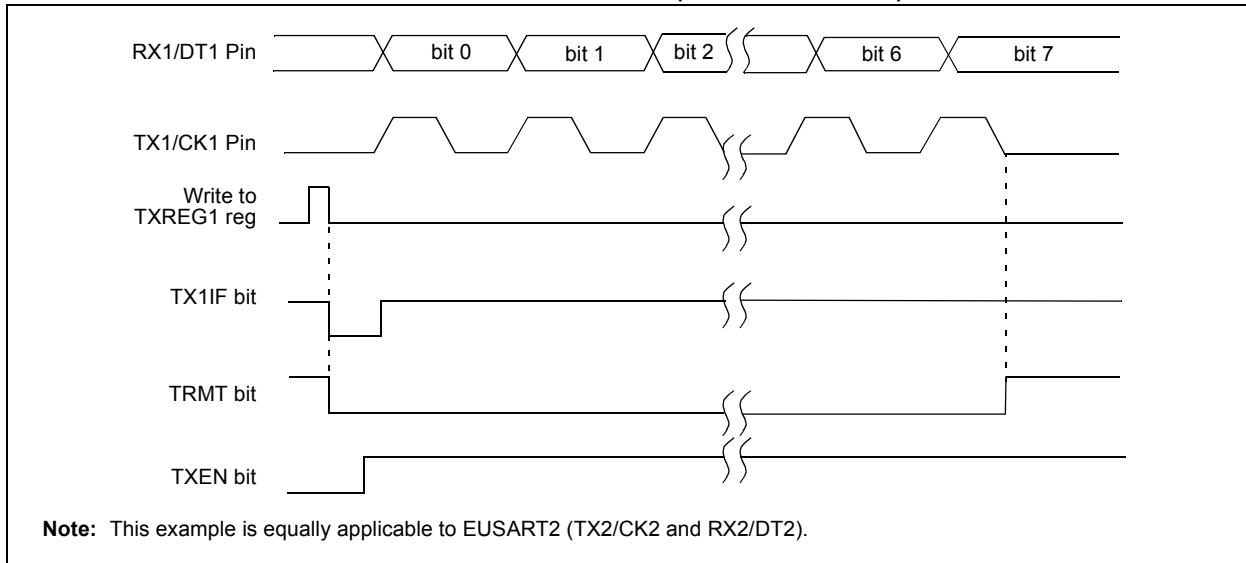 RX1/DT1 Pin
bit 0 bit 1 bit 2 bit 6 bit 7
TX1/CK1 Pin
Write to
TXREG1 reg
TX1IF bit
TRMT bit
TXEN bit
Note: This example is equally applicable to EUSART2 (TX2/CK2 and RX2/DT2).